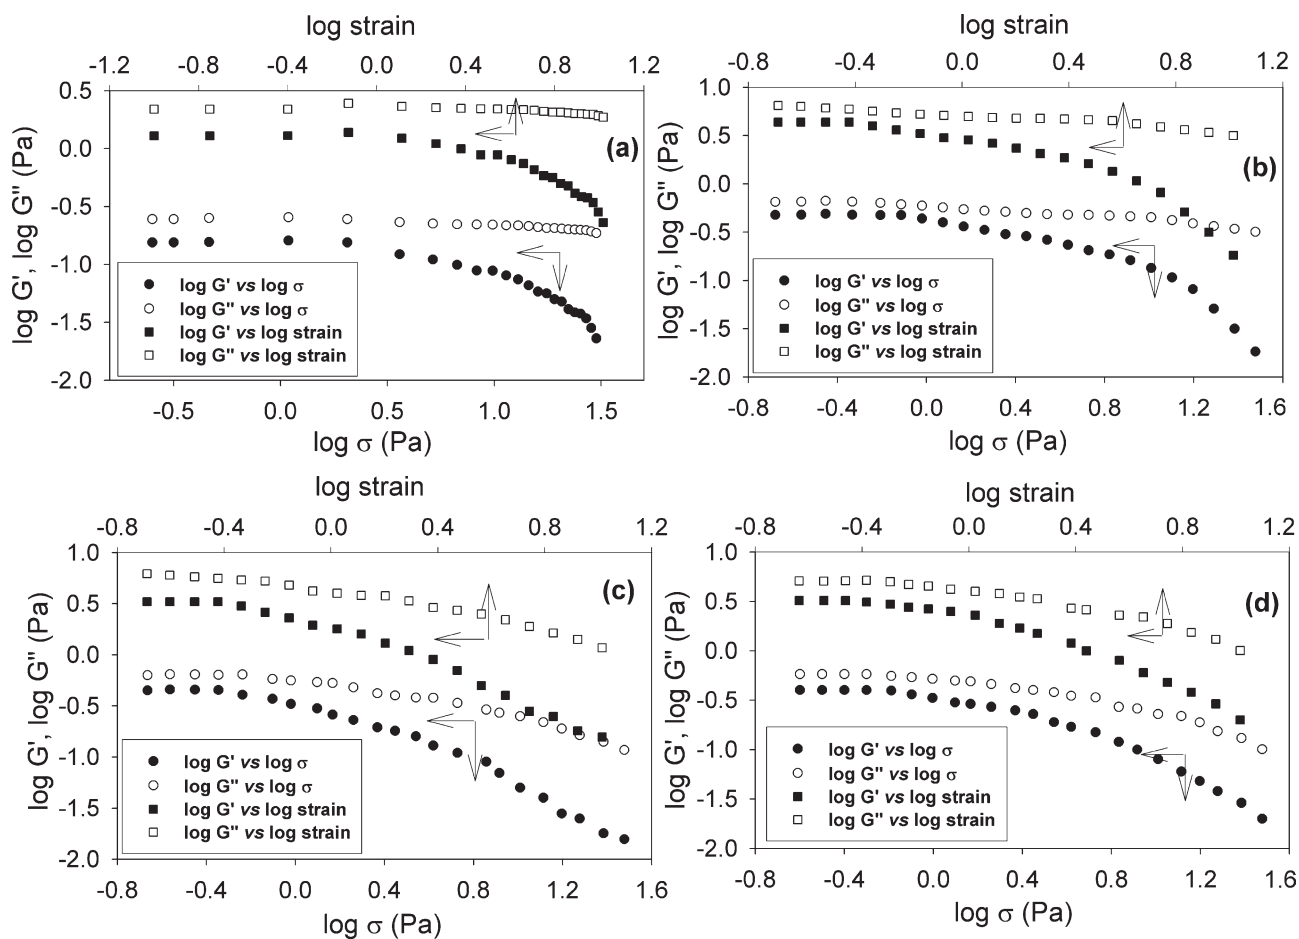 log strain
-1.2 -0.8 -0.4 0.0 0.4 0.8 1.2
0.5
0.0
-0.5
-1.0
-1.5
-2.0
log G', log G'' (Pa)
(a)
log G' vs log σ
log G'' vs log σ
log G' vs log strain
log G'' vs log strain
-0.5 0.0 0.5 1.0 1.5
log σ (Pa)
log strain
-0.8 -0.4 0.0 0.4 0.8 1.2
1.0
0.5
0.0
-0.5
-1.0
-1.5
-2.0
log G', log G'' (Pa)
(b)
log G' vs log σ
log G'' vs log σ
log G' vs log strain
log G'' vs log strain
-0.8 -0.4 0.0 0.4 0.8 1.2 1.6
log σ (Pa)
log strain
-0.8 -0.4 0.0 0.4 0.8 1.2
1.0
0.5
0.0
-0.5
-1.0
-1.5
-2.0
log G', log G'' (Pa)
(c)
log G' vs log σ
log G'' vs log σ
log G' vs log strain
log G'' vs log strain
-0.8 -0.4 0.0 0.4 0.8 1.2 1.6
log σ (Pa)
log strain
-0.8 -0.4 0.0 0.4 0.8 1.2
1.0
0.5
0.0
-0.5
-1.0
-1.5
-2.0
log G', log G'' (Pa)
(d)
log G' vs log σ
log G'' vs log σ
log G' vs log strain
log G'' vs log strain
-0.8 -0.4 0.0 0.4 0.8 1.2 1.6
log σ (Pa)